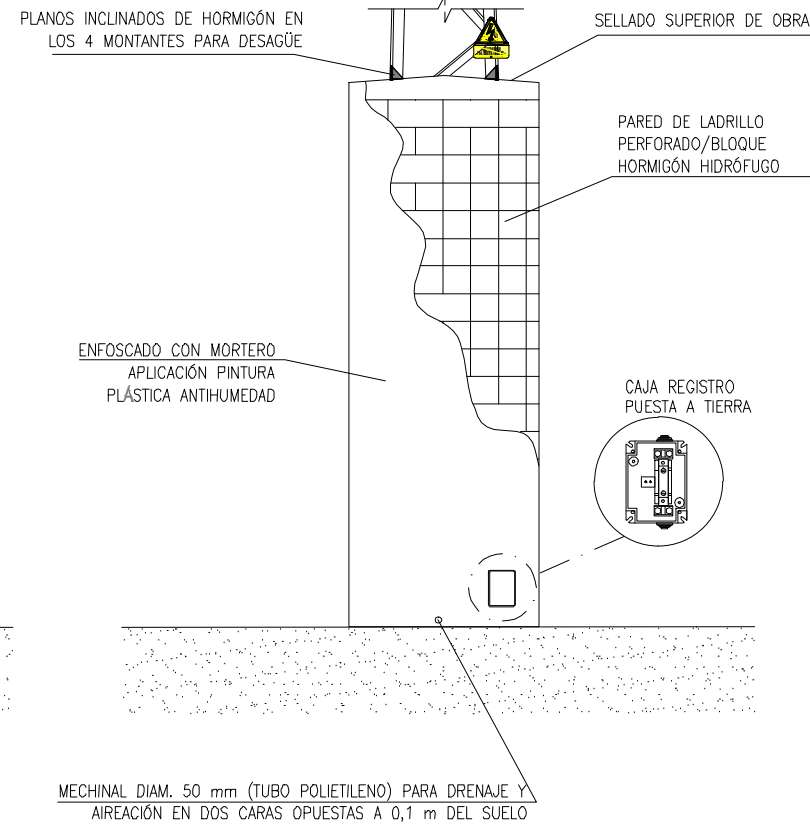 PLANOS INCLINADOS DE HORMIGÓN EN
LOS 4 MONTANTES PARA DESAGÜE
SELLADO SUPERIOR DE OBRA
PARED DE LADRILLO
PERFORADO/BLOQUE
HORMIGÓN HIDRÓFUGO
ENFOSCADO CON MORTERO
APLICACIÓN PINTURA
PLÁSTICA ANTIHUMEDAD
CAJA REGISTRO
PUESTA A TIERRA
MECHINAL DIAM. 50 mm (TUBO POLIETILENO) PARA DRENAJE Y
AIREACIÓN EN DOS CARAS OPUESTAS A 0,1 m DEL SUELO